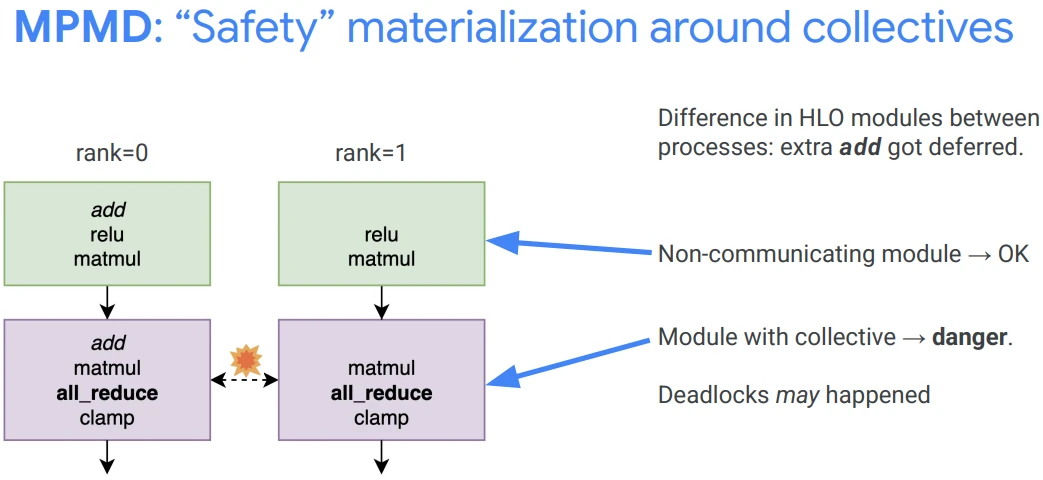 MPMD: “Safety” materialization around collectives
Difference in HLO modules between
processes: extra add got deferred.
rank=0
rank=1
add
relu
matmul
relu
matmul
Non-communicating module → OK
add
matmul
all_reduce
clamp
matmul
all_reduce
clamp
Module with collective → danger.
Deadlocks may happened